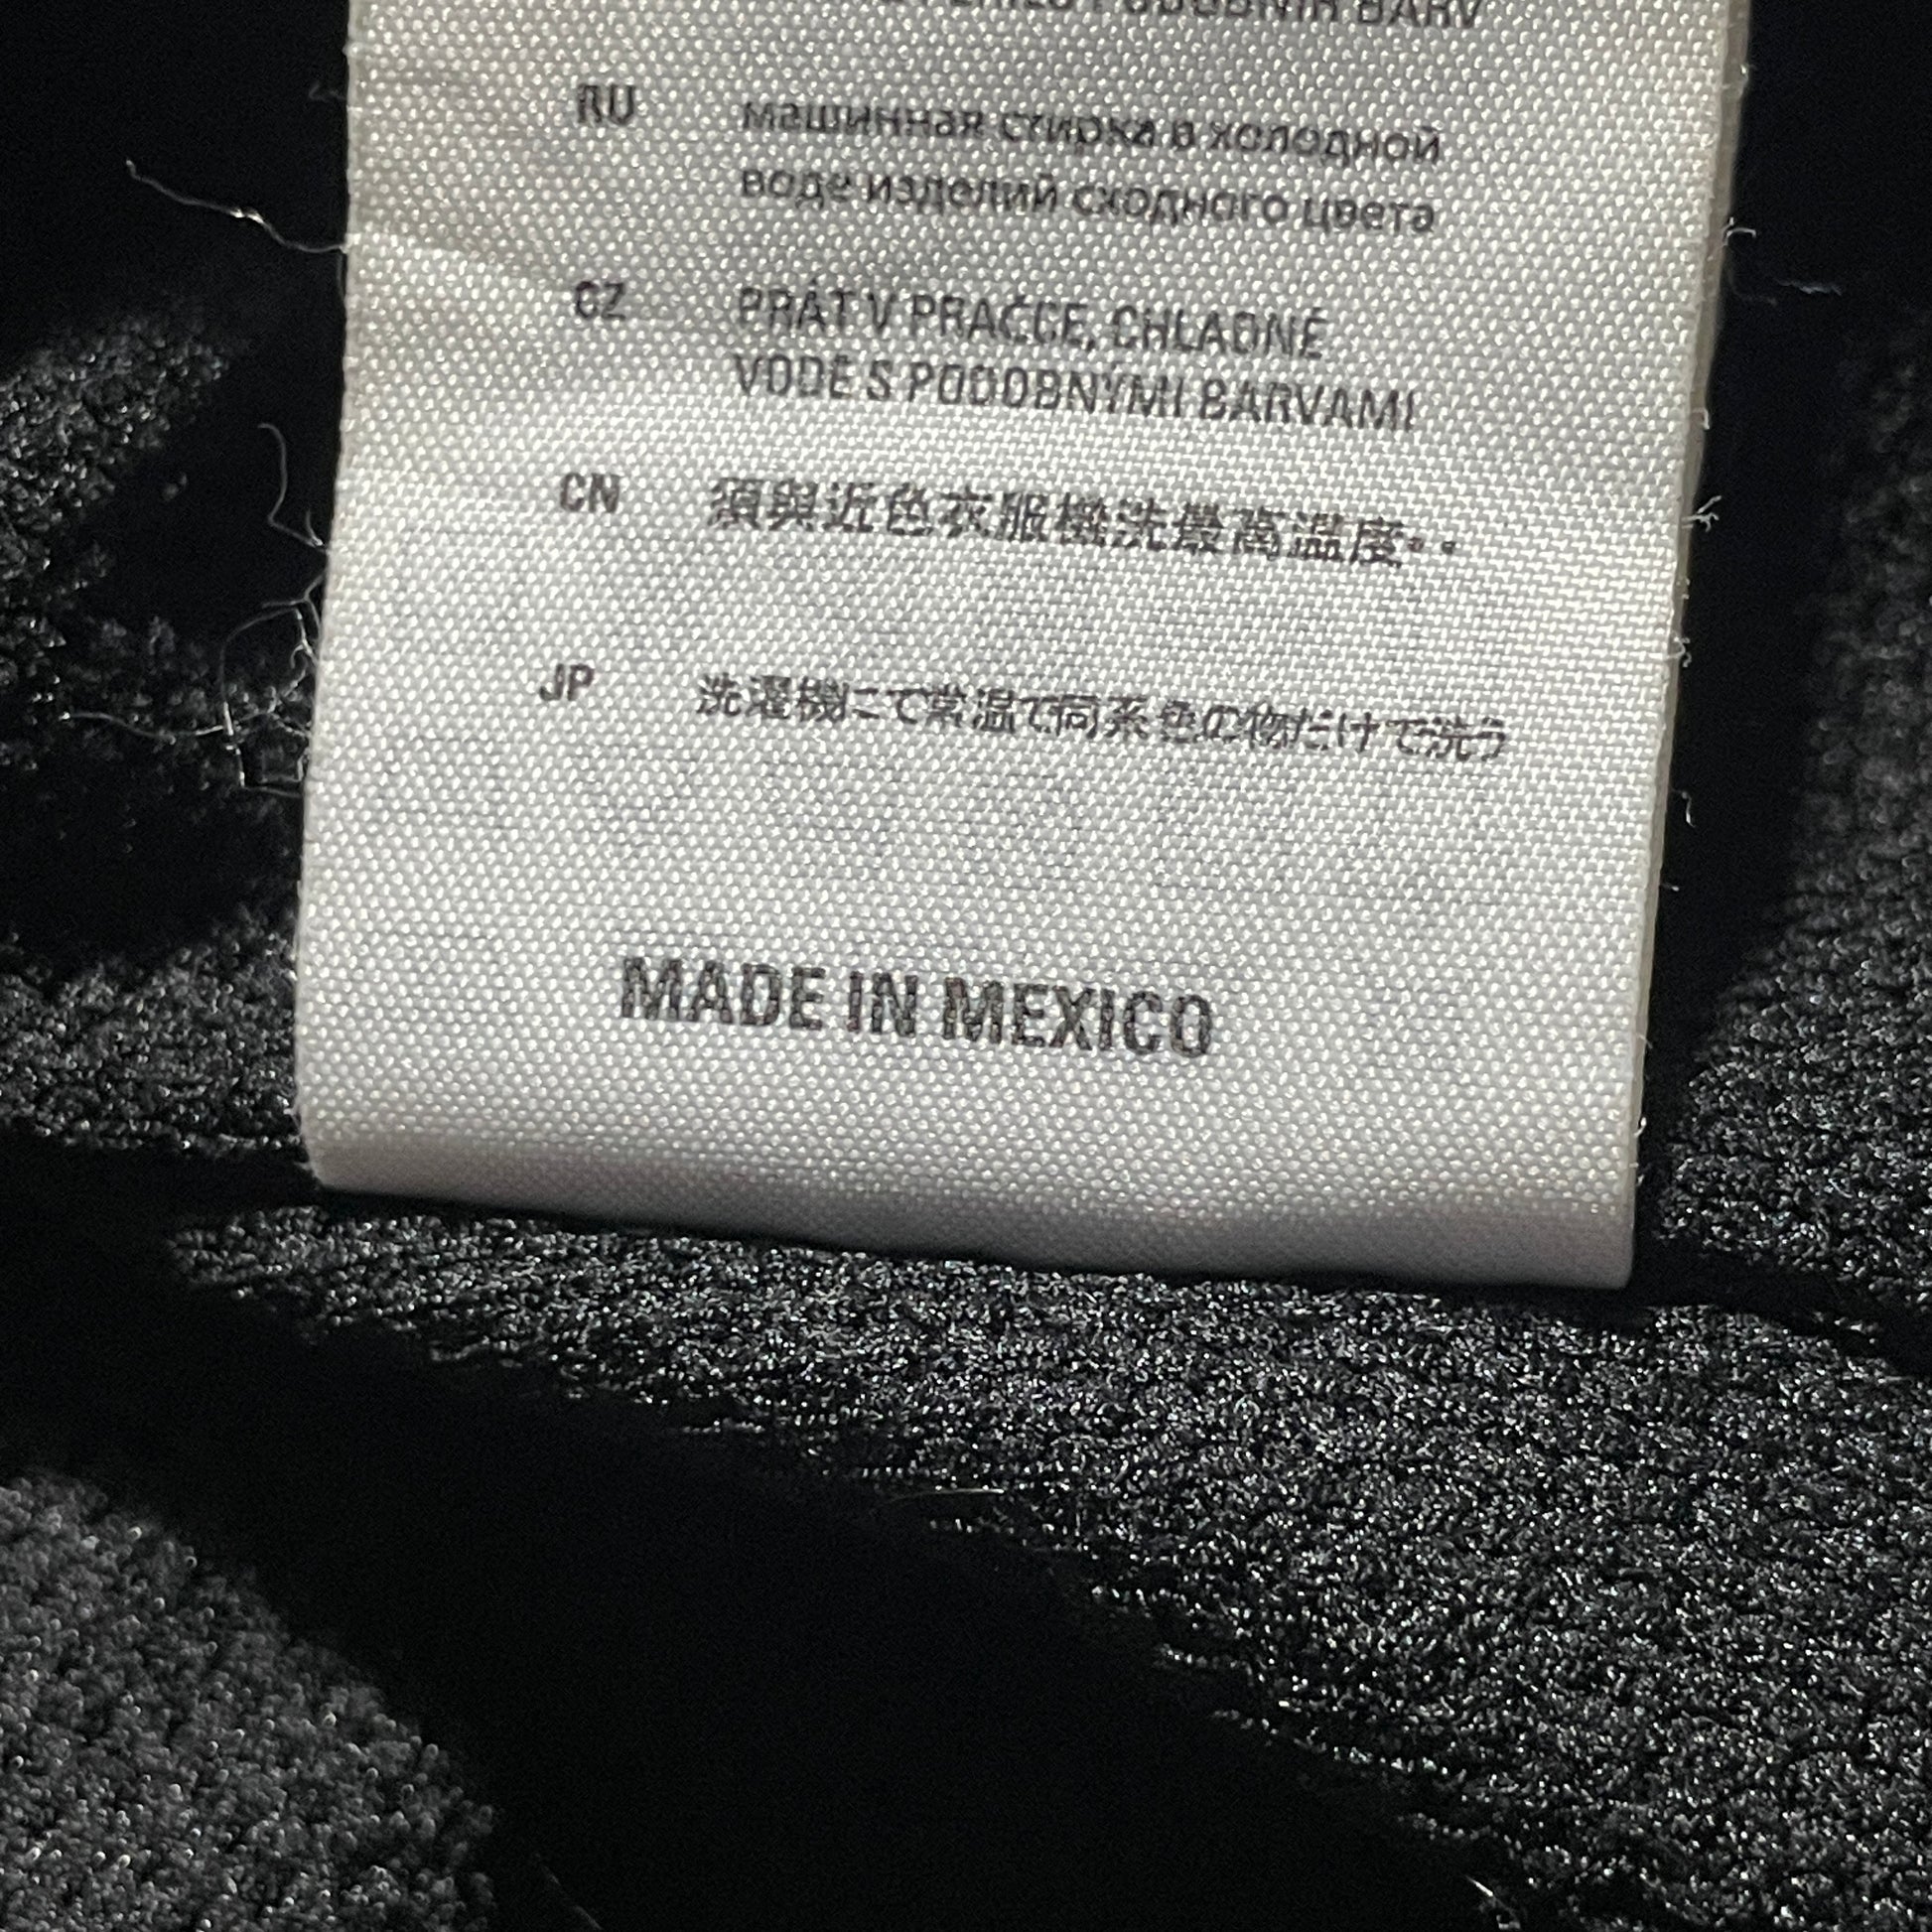 PODOBNIH BARV
RU машинная стирка в холодной
воде изделий сходного цвета
CZ PRÁT V PRAČCE, CHLADNÉ
VODĚ S PODOBNÝMI BARVAMI
CN 須與近色衣服機洗最高溫度··
JP 洗濯機にて常温で同系色の物だけで洗う
MADE IN MEXICO